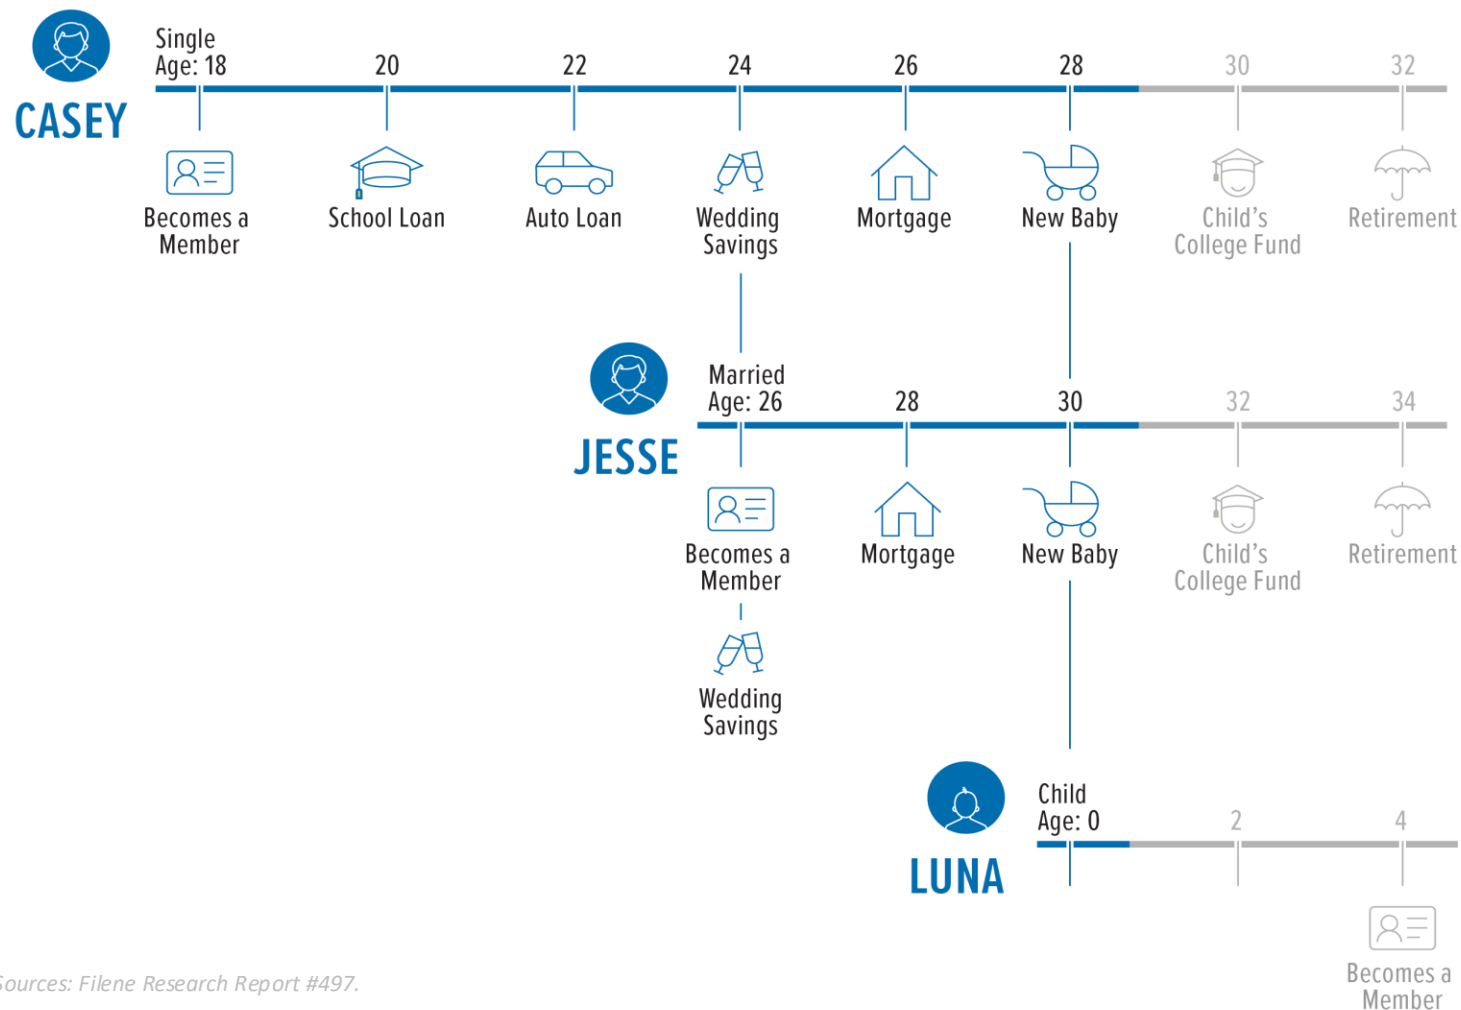 Single
Age: 18 20 22 24 26 28 30 32
CASEY
Becomes a
Member
School Loan
Auto Loan
Wedding
Savings
Mortgage
New Baby
Child's
College Fund
Retirement
Married
Age: 26 28 30 32 34
JESSE
Becomes a
Member
Mortgage
New Baby
Child's
College Fund
Retirement
Wedding
Savings
Child
Age: 0 2 4
LUNA
Becomes a
Member
Sources: Filene Research Report #497.